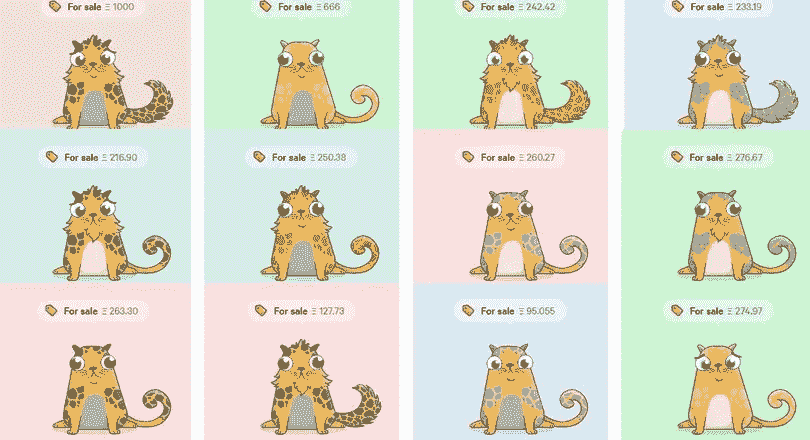 For sale Ξ 1000
For sale Ξ 666
For sale Ξ 242.42
For sale Ξ 233.19
For sale Ξ 216.90
For sale Ξ 250.38
For sale Ξ 260.27
For sale Ξ 276.67
For sale Ξ 263.30
For sale Ξ 127.73
For sale Ξ 95.055
For sale Ξ 274.97